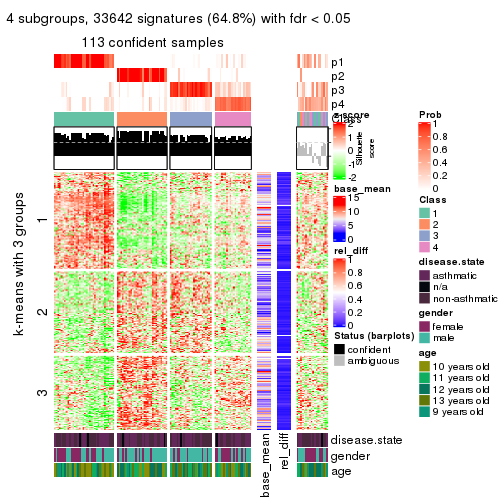 4 subgroups, 33642 signatures (64.8%) with fdr < 0.05
113 confident samples
p1
p2
p3
p4
Class
Silhouette
score
k-means with 3 groups
1
2
3
base_mean
rel_diff
disease.state
gender
age
z-score
2
1
0
-1
-2
base_mean
15
10
5
0
rel_diff
1
0.8
0.6
0.4
0.2
0
Status (barplots)
confident
ambiguous
Prob
1
0.8
0.6
0.4
0.2
0
Class
1
2
3
4
disease.state
asthmatic
n/a
non-asthmatic
gender
female
male
age
10 years old
11 years old
12 years old
13 years old
9 years old